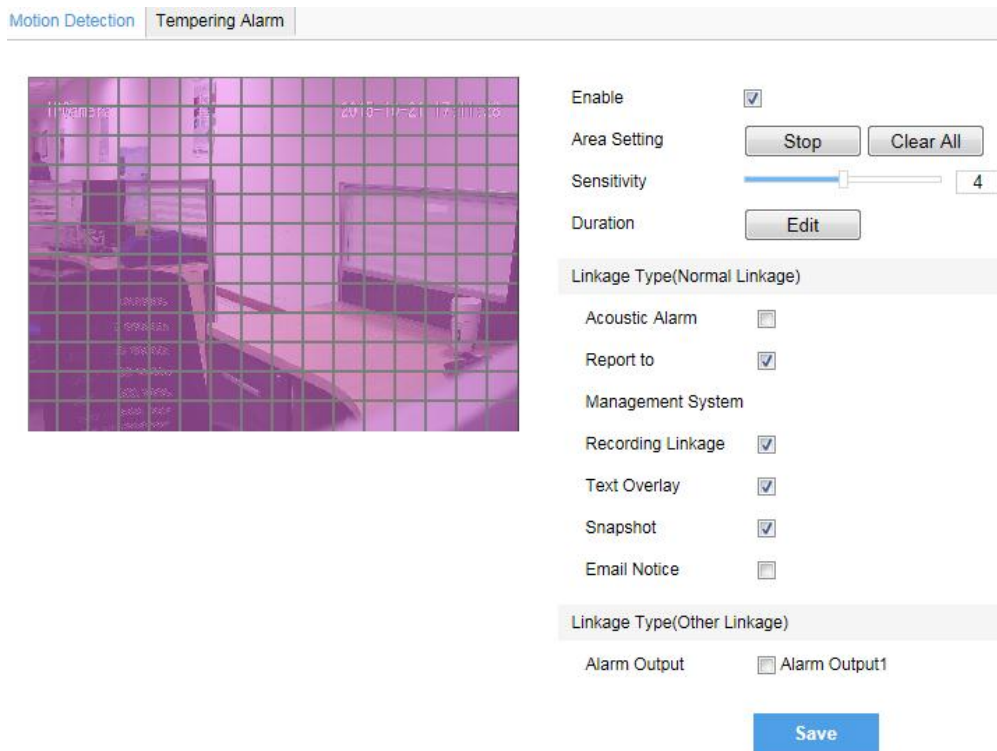 Motion Detection Tempering Alarm
Enable
Area Setting Stop Clear All
Sensitivity 4
Duration Edit
Linkage Type(Normal Linkage)
Acoustic Alarm
Report to
Management System
Recording Linkage
Text Overlay
Snapshot
Email Notice
Linkage Type(Other Linkage)
Alarm Output Alarm Output1
Save